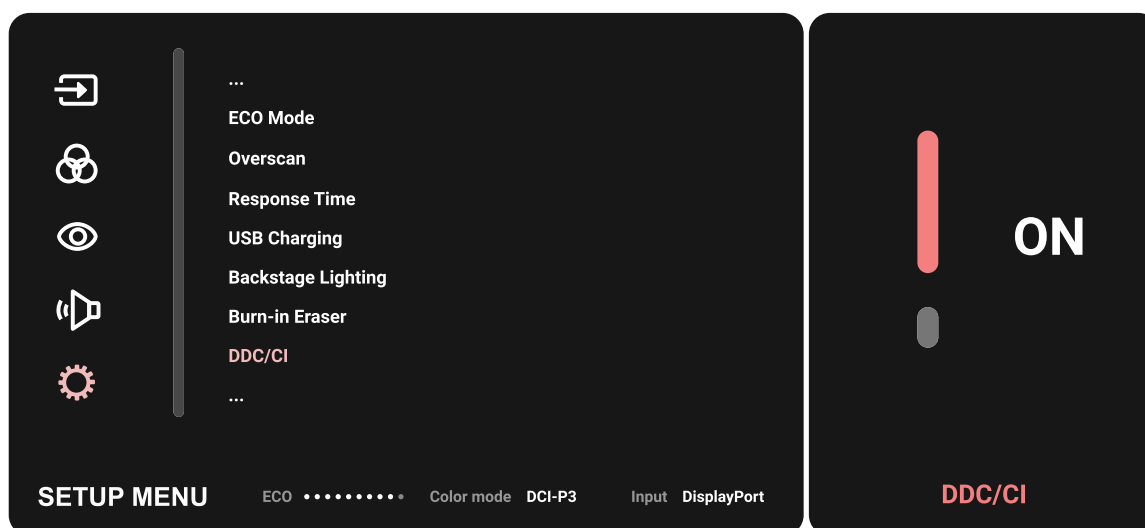 ...
ECO Mode
Overscan
Response Time
USB Charging
Backstage Lighting
Burn-in Eraser
DDC/CI
...
SETUP MENU
ECO
Color mode DCI-P3
Input DisplayPort
ON
DDC/CI